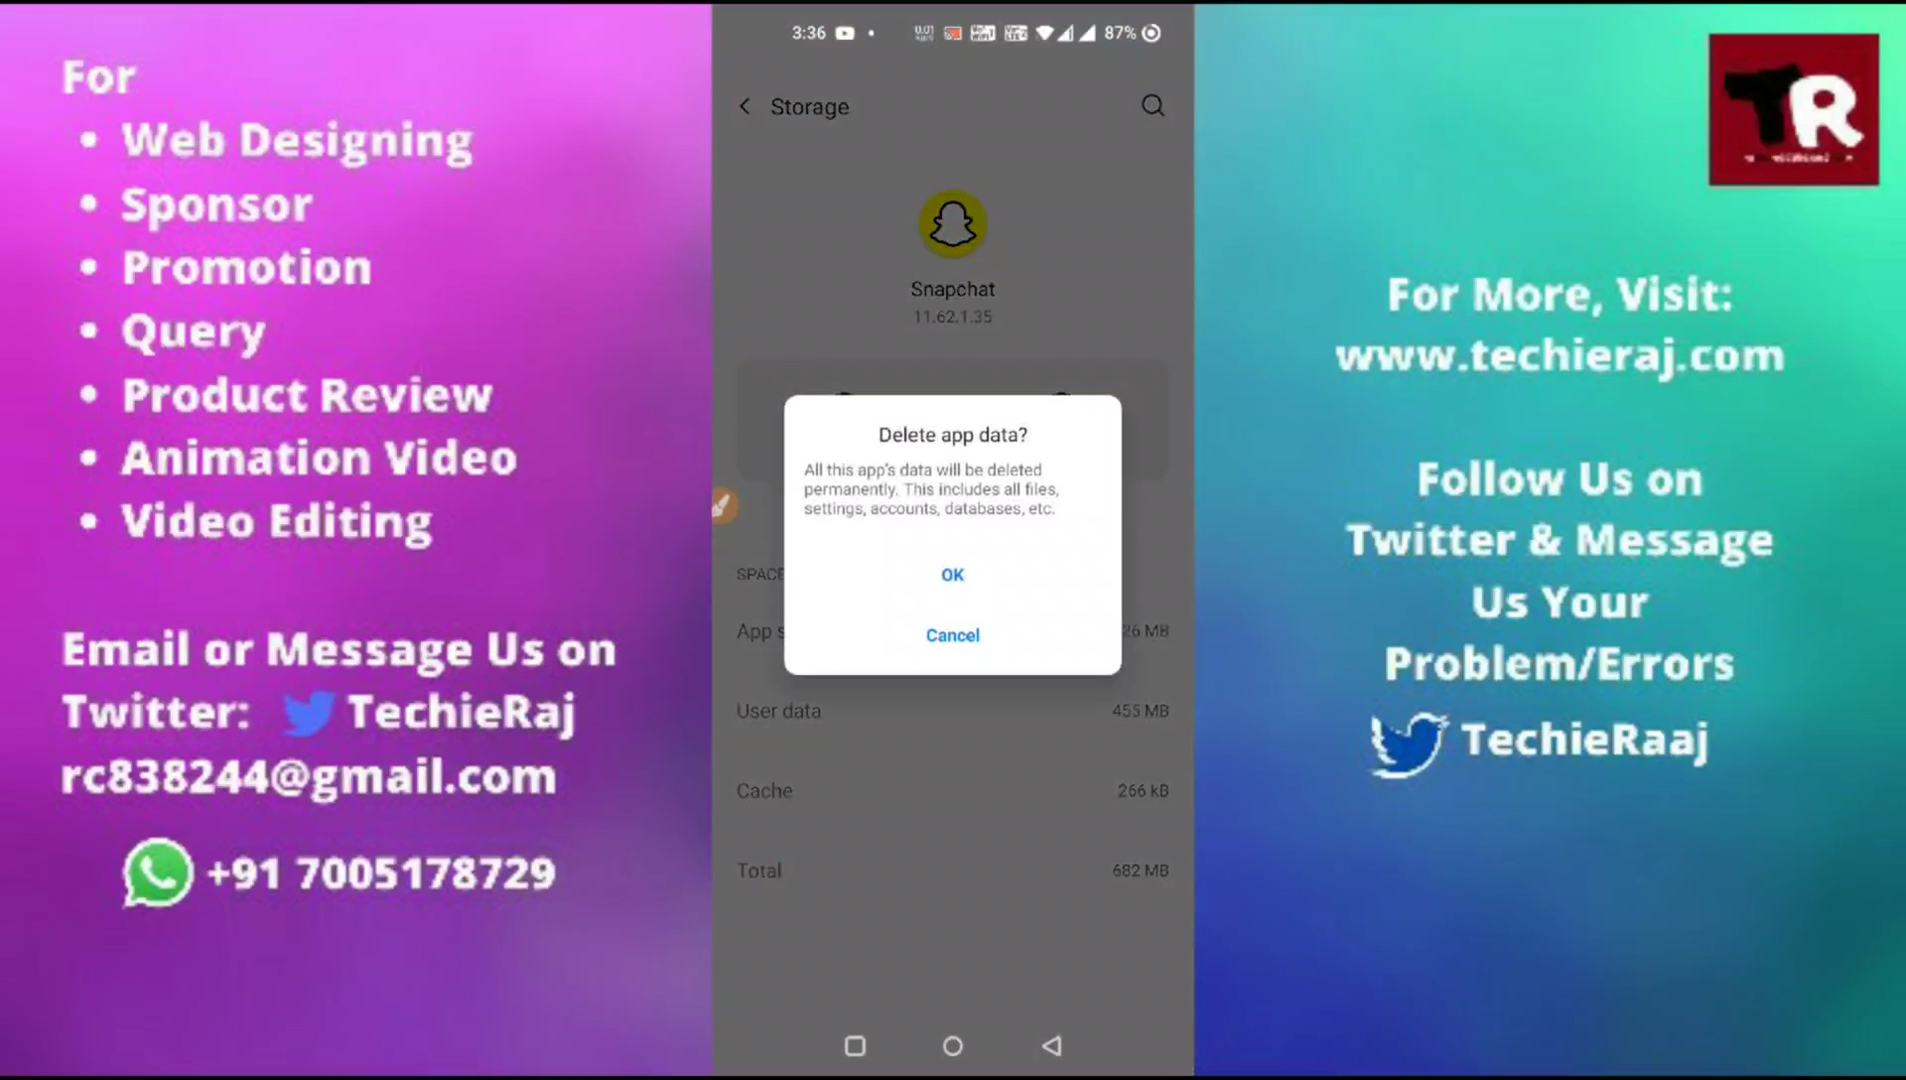 For
• Web Designing
• Sponsor
• Promotion
• Query
• Product Review
• Animation Video
• Video Editing
Email or Message Us on
Twitter: TechieRaj
rc838244@gmail.com
+91 7005178729
3:36
87%
Storage
Snapchat
11.62.1.35
Delete app data?
All this app's data will be deleted
permanently. This includes all files,
settings, accounts, databases, etc.
OK
Cancel
SPACE
App s
26 MB
User data 455 MB
Cache 266 kB
Total 682 MB
TR
For More, Visit:
www.techieraj.com
Follow Us on
Twitter & Message
Us Your
Problem/Errors
TechieRaaj